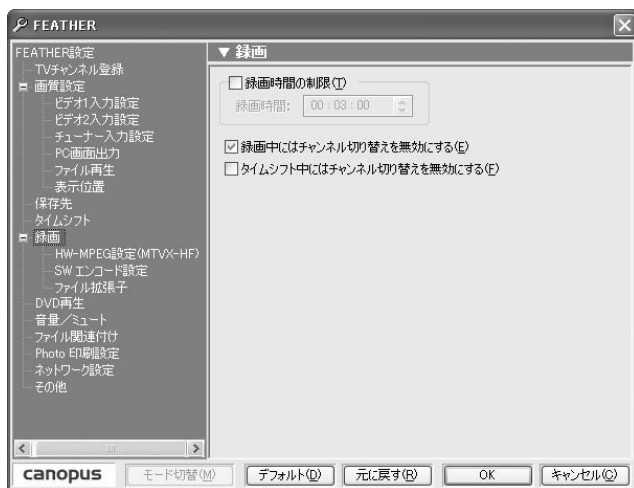 FEATHER
FEATHER設定
TVチャンネル登録
画質設定
ビデオ1入力設定
ビデオ2入力設定
チューナー入力設定
PC画面出力
ファイル再生
表示位置
保存先
タイムシフト
録画
HW-MPEG設定(MTVX-HF)
SW エンコード設定
ファイル拡張子
DVD再生
音量／ミュート
ファイル関連付け
Photo 印刷設定
ネットワーク設定
その他
▼ 録画
録画時間の制限(T)
録画時間: 00:03:00
録画中にはチャンネル切り替えを無効にする(E)
タイムシフト中にはチャンネル切り替えを無効にする(F)
canopus モード切替(M) デフォルト(D) 元に戻す(R) OK キャンセル(C)